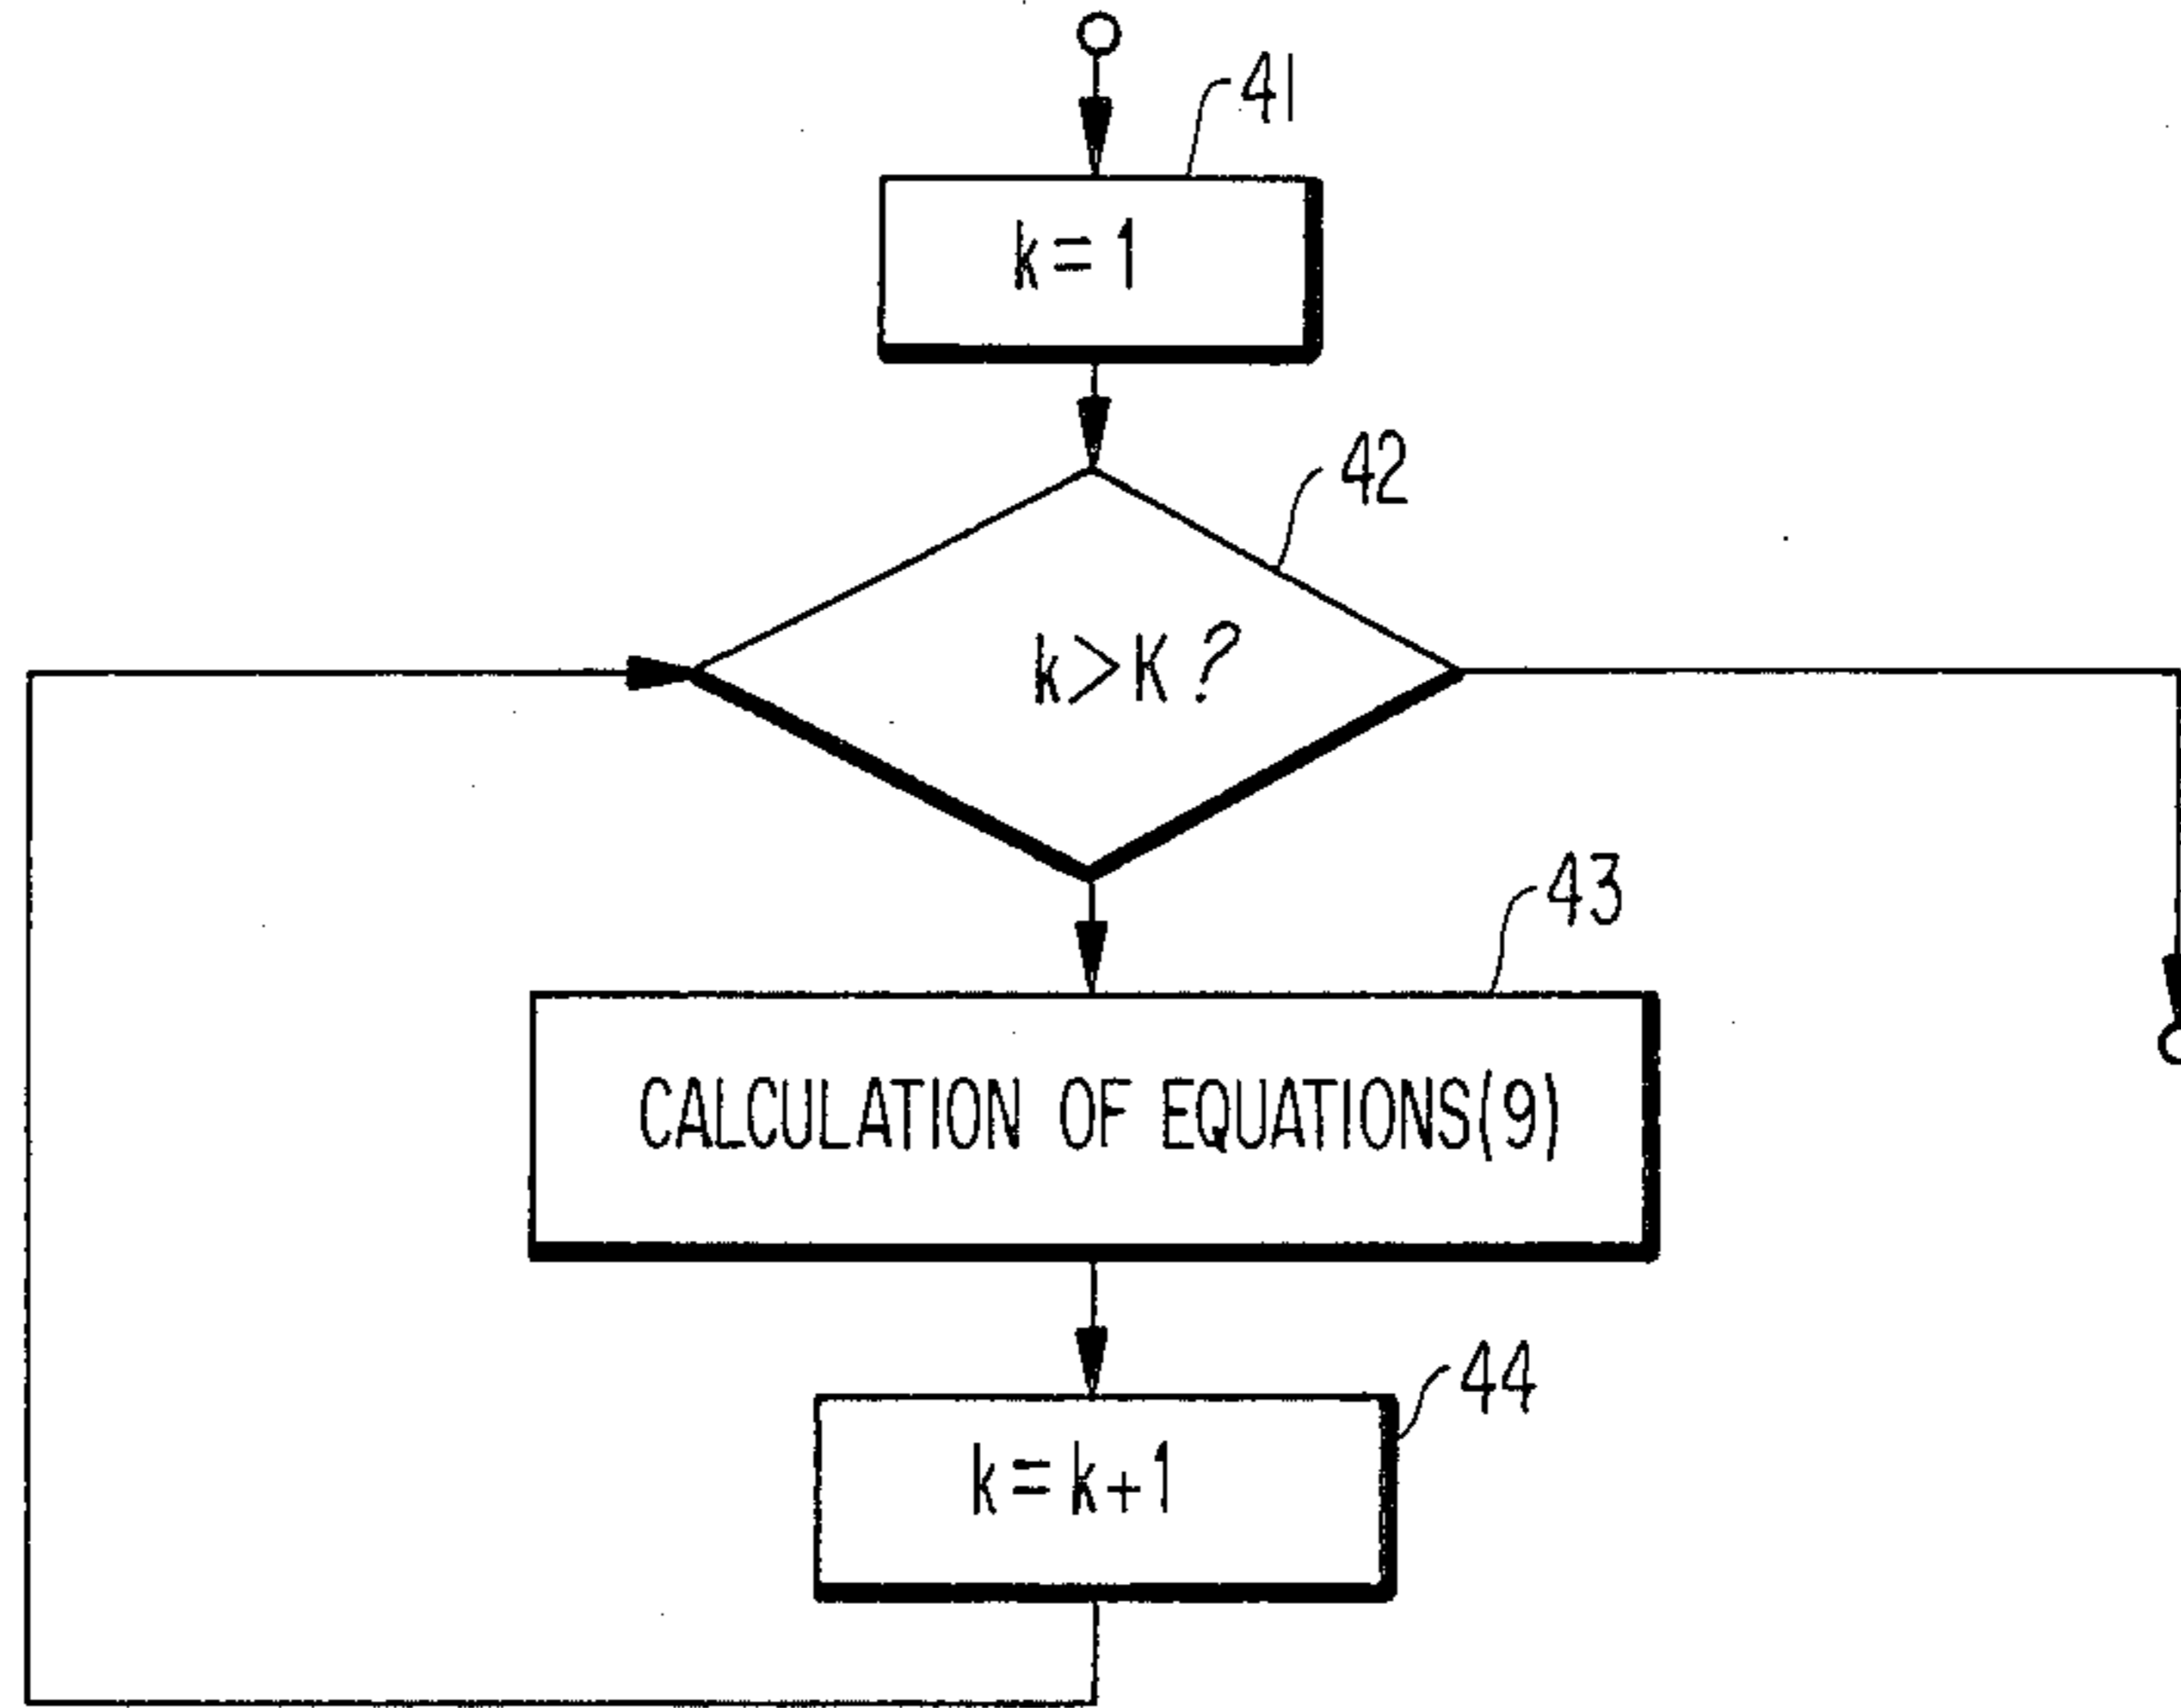 41
k=1
42
k>K?
43
CALCULATION OF EQUATIONS(9)
44
k=k+1